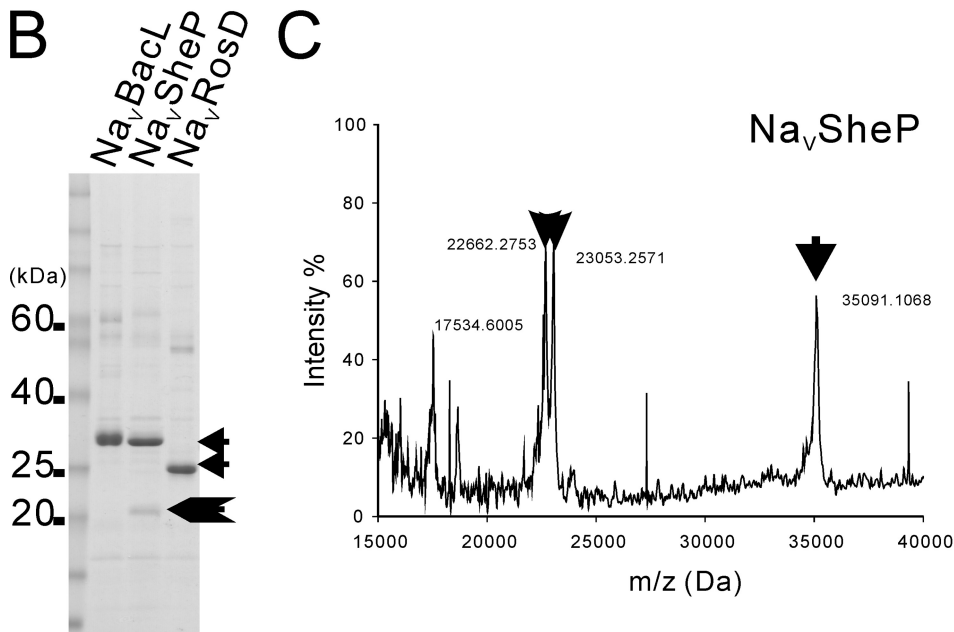 B
NavBacL
NavSheP
NavRosD
(kDa)
60
40
25
20
C
NavSheP
100
80
60
40
20
0
Intensity %
22662.2753
23053.2571
35091.1068
17534.6005
15000 20000 25000 30000 35000 40000
m/z (Da)